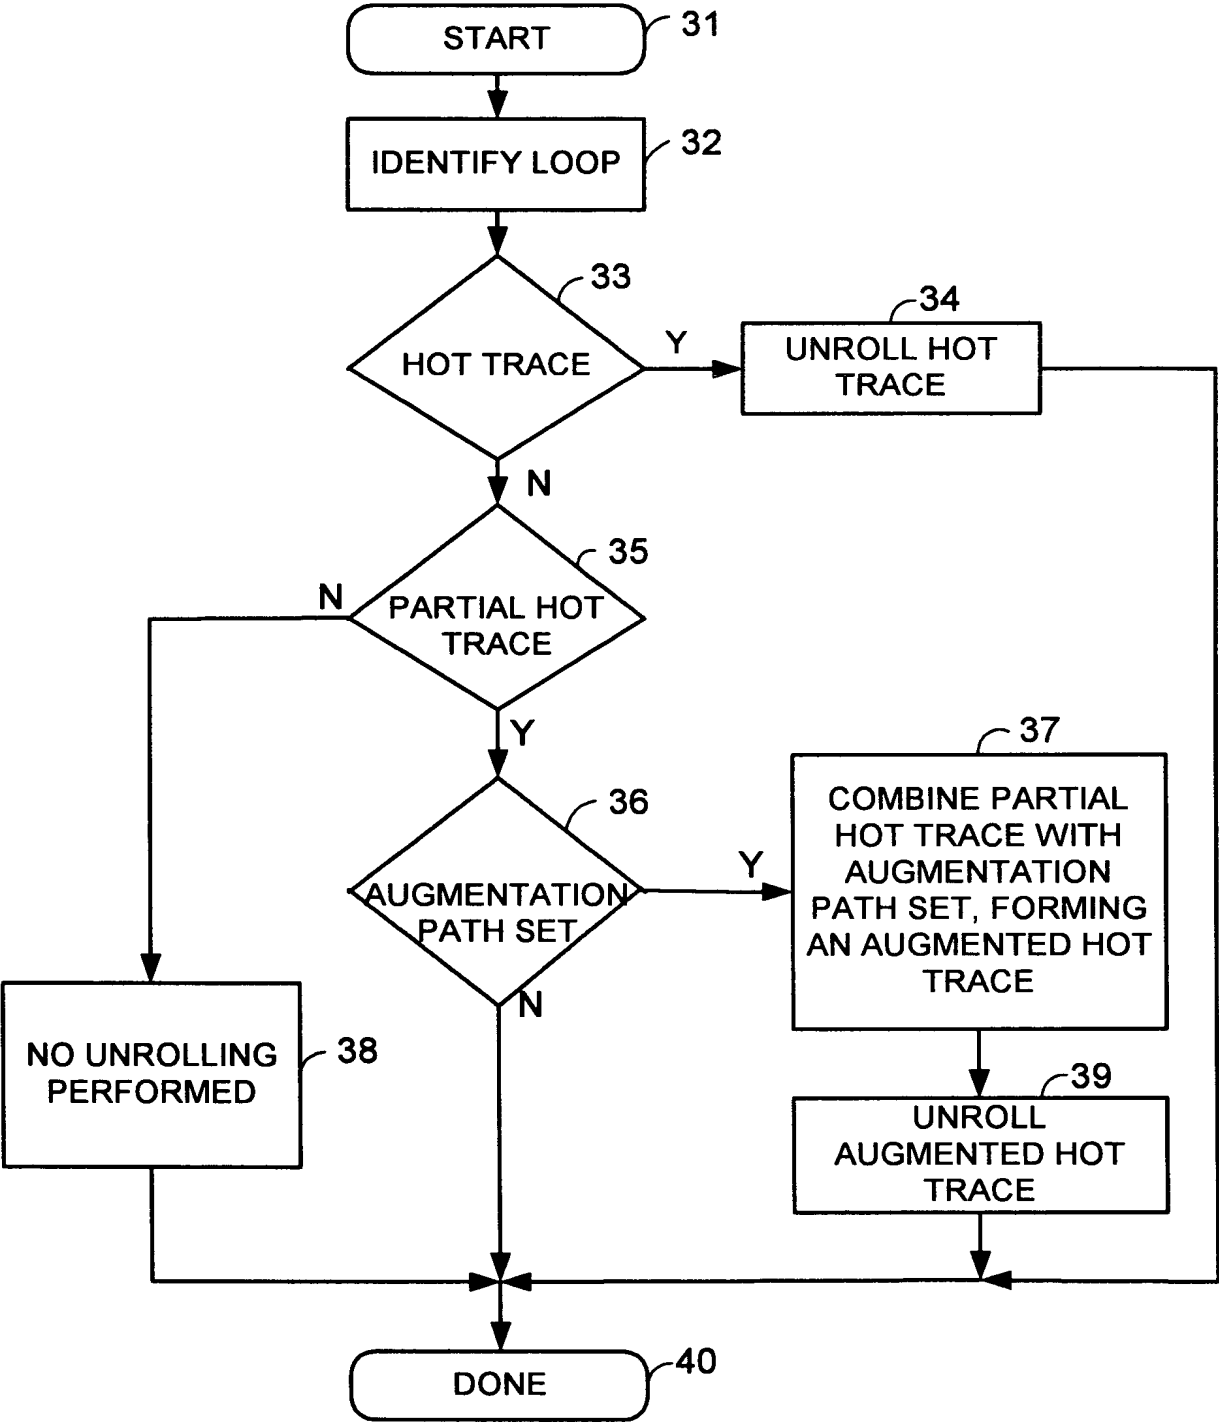 START
31
IDENTIFY LOOP
32
33
HOT TRACE
Y
34
UNROLL HOT
TRACE
N
35
N
PARTIAL HOT
TRACE
Y
36
AUGMENTATION
PATH SET
Y
37
COMBINE PARTIAL
HOT TRACE WITH
AUGMENTATION
PATH SET, FORMING
AN AUGMENTED HOT
TRACE
N
NO UNROLLING
PERFORMED
38
39
UNROLL
AUGMENTED HOT
TRACE
DONE
40